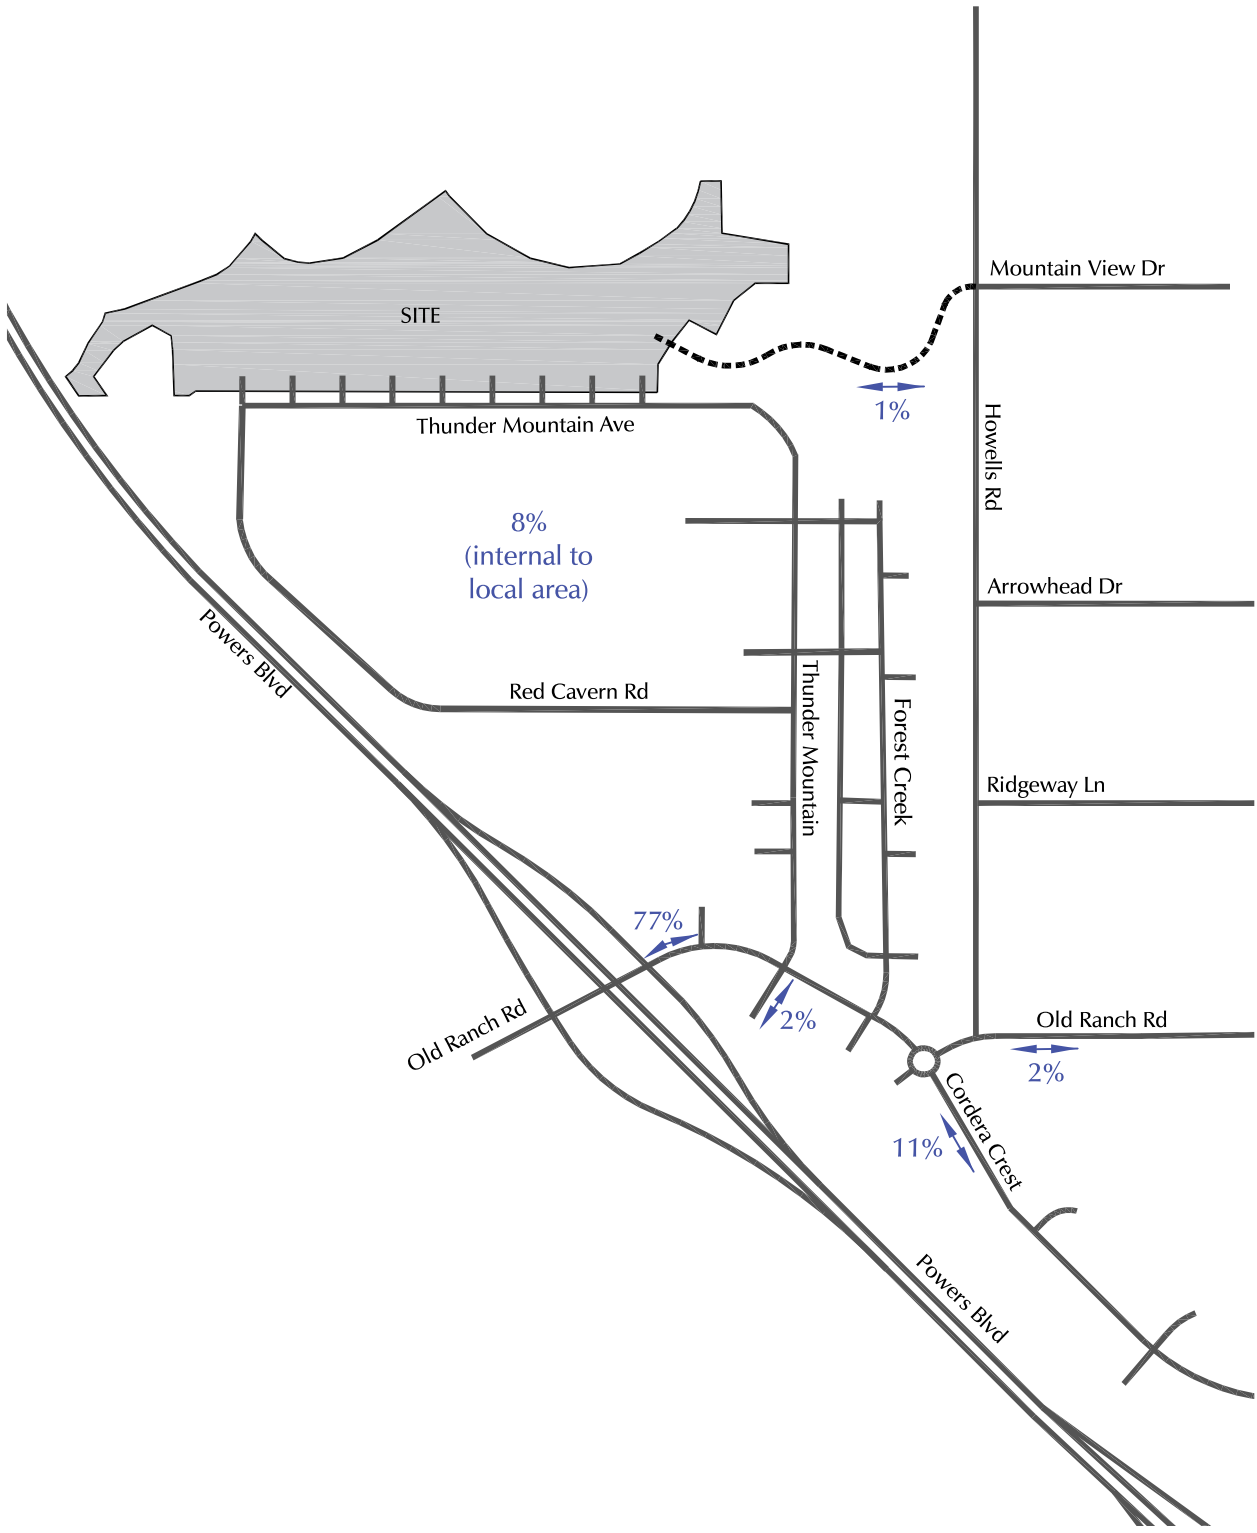 Mountain View Dr
SITE
1%
Thunder Mountain Ave
Howells Rd
8%
(internal to
local area)
Arrowhead Dr
Powers Blvd
Red Cavern Rd
Thunder Mountain
Forest Creek
Ridgeway Ln
77%
Old Ranch Rd
2%
Old Ranch Rd
2%
Cordera Crest
11%
Powers Blvd